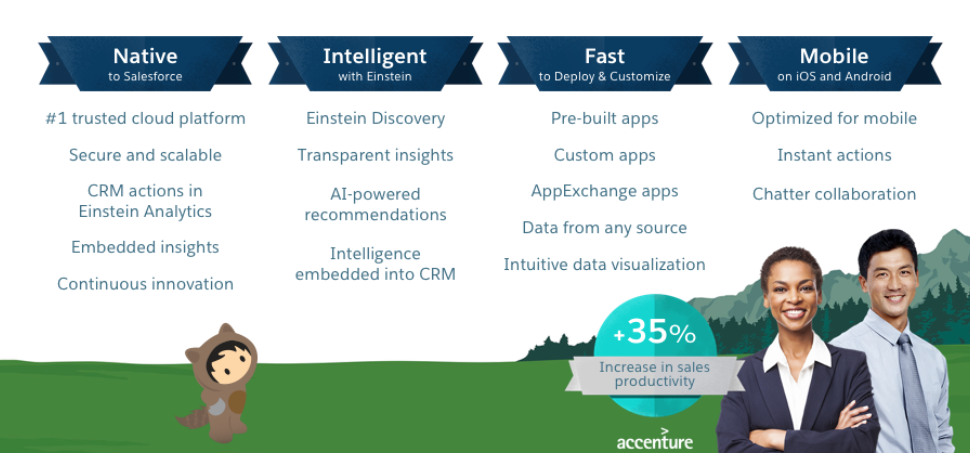 Native
to Salesforce
#1 trusted cloud platform
Secure and scalable
CRM actions in
Einstein Analytics
Embedded insights
Continuous innovation
Intelligent
with Einstein
Einstein Discovery
Transparent insights
AI-powered
recommendations
Intelligence
embedded into CRM
Fast
to Deploy & Customize
Pre-built apps
Custom apps
AppExchange apps
Data from any source
Intuitive data visualization
Mobile
on iOS and Android
Optimized for mobile
Instant actions
Chatter collaboration
+35%
Increase in sales
productivity
accenture